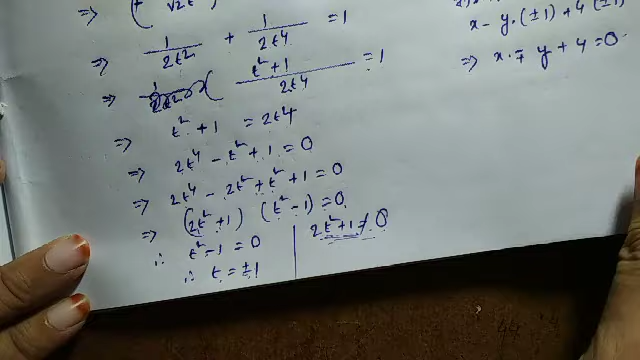 => 1/2t² + 1/2t⁴ = 1
=> t² + 1 / 2t⁴ = 1
=> t² + 1 = 2t⁴
=> 2t⁴ - t² + 1 = 0
=> 2t⁴ - 2t² + t² + 1 = 0
=> (2t² + 1) (t² - 1) = 0
∴ t² - 1 = 0
∴ t = ±1
2t² + 1 ≠ 0
x - y.(±1) + 4(±1)
=> x ∓ y + 4 = 0